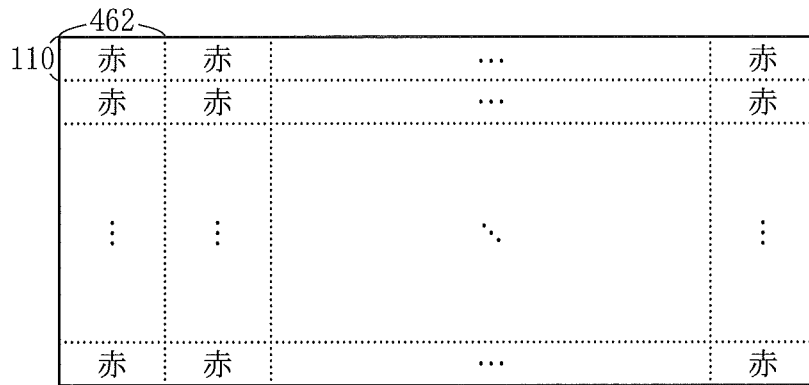 462
110 赤 赤 … 赤
赤 赤 … 赤
⋮ ⋮ ⋱ ⋮
赤 赤 … 赤